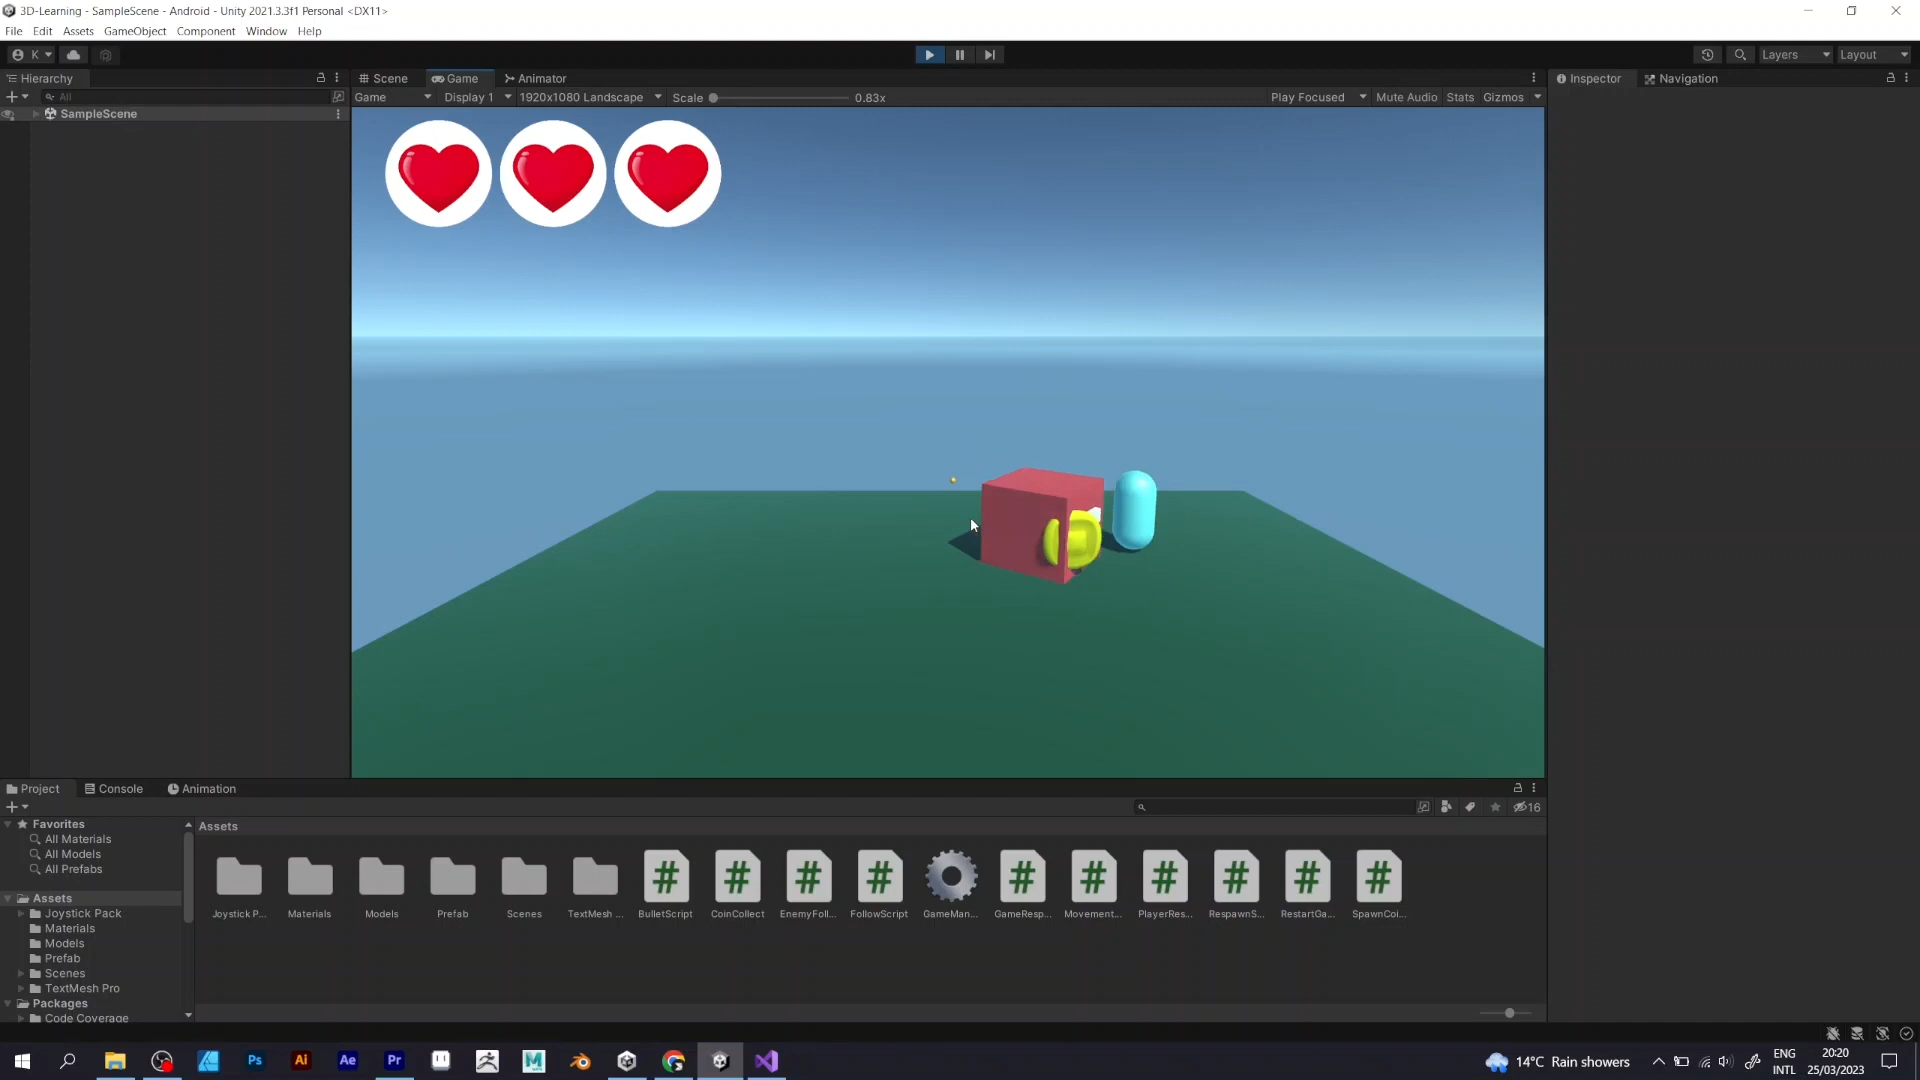 3D-Learning - SampleScene - Android - Unity 2021.3.3f1 Personal <DX11>
File Edit Assets GameObject Component Window Help
K Layers Layout
Hierarchy Scene Game Animator Inspector Navigation
All Game Display 1 1920x1080 Landscape Scale 0.83x Play Focused Mute Audio Stats Gizmos
SampleScene
Project Console Animation
16
Favorites Assets
All Materials
All Models
All Prefabs
Assets
Joystick Pack
Joystick P... Materials Models Prefab Scenes TextMesh ... BulletScript CoinCollect EnemyFoll... FollowScript GameMan... GameResp... Movement... PlayerRes... RespawnS... RestartGa... SpawnCoi...
Materials
Models
Prefab
Scenes
TextMesh Pro
Packages
Code Coverage
Ps Ai Ae Pr M 14°C Rain showers
ENG
INTL
20:20
25/03/2023